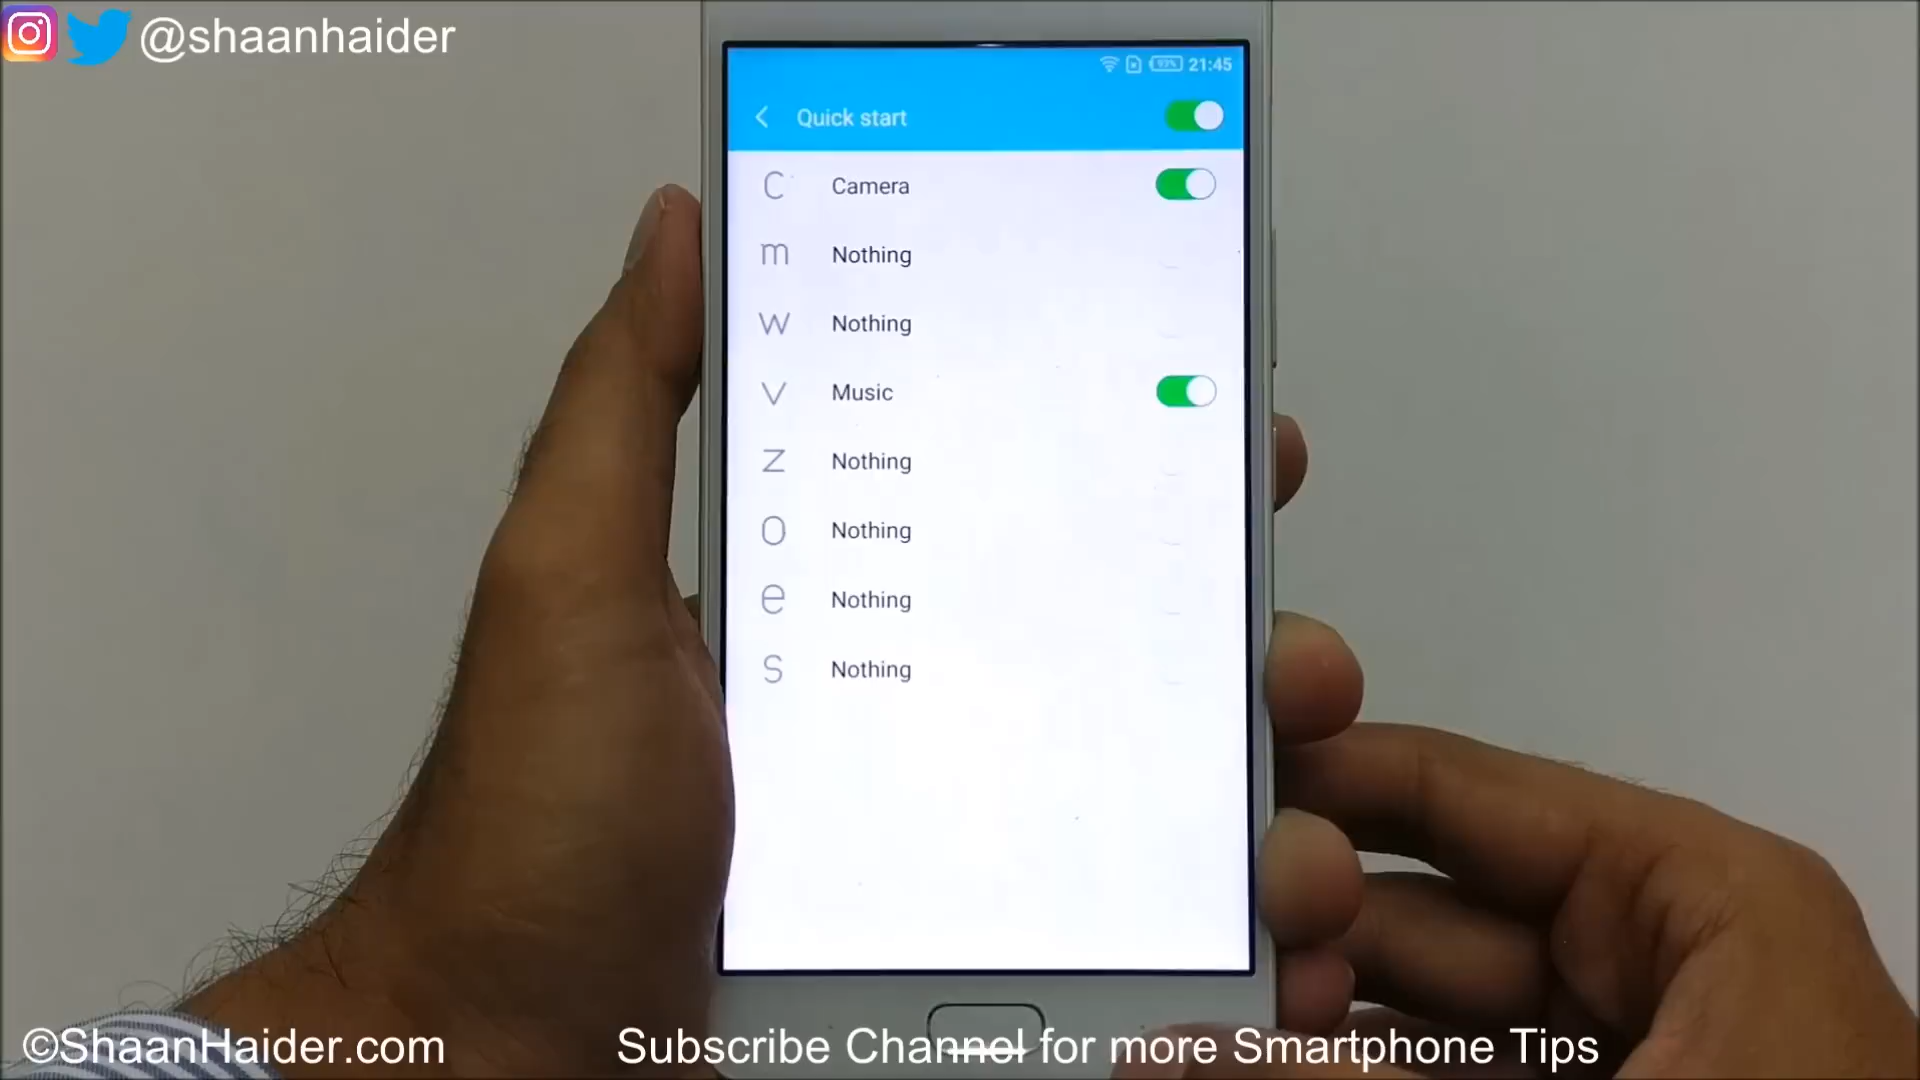 @shaanhaider
93% 21:45
Quick start
C Camera
m Nothing
w Nothing
v Music
z Nothing
O Nothing
e Nothing
S Nothing
©ShaanHaider.com
Subscribe Channel for more Smartphone Tips